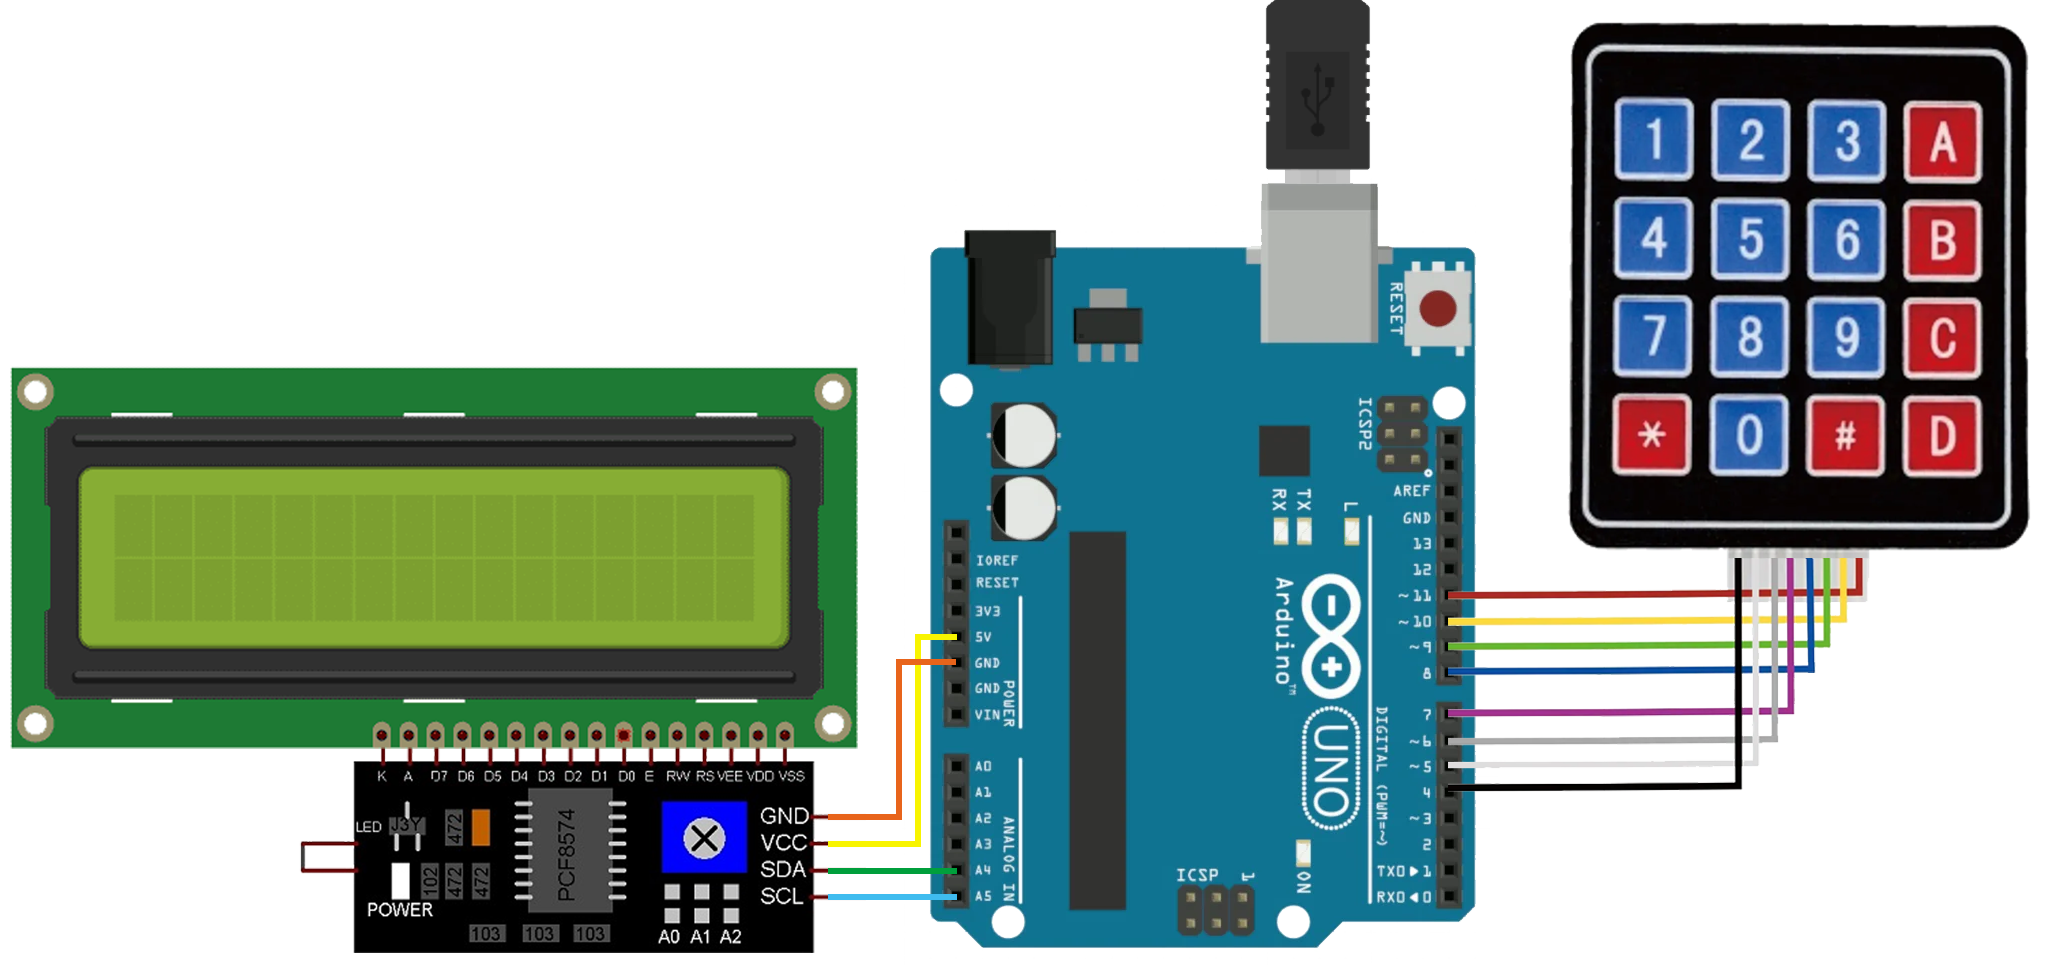 K A D7 D6 D5 D4 D3 D2 D1 D0 E RW RS VEE VDD VSS
LED
J3Y
472
PCF8574
GND
VCC
SDA
SCL
102
472
472
POWER
103
103
103
A0 A1 A2
RESET
ICSP2
AREF
GND
13
12
~11
~10
~9
8
7
~6
~5
4
~3
2
TX0▶1
RX0◀0
RX
TX
L
IOREF
RESET
3V3
5V
GND
GND
VIN
POWER
A0
A1
A2
A3
A4
A5
ANALOG IN
Arduino™
UNO
DIGITAL (PWM=~)
ICSP
1
ON
1 2 3 A
4 5 6 B
7 8 9 C
* 0 # D